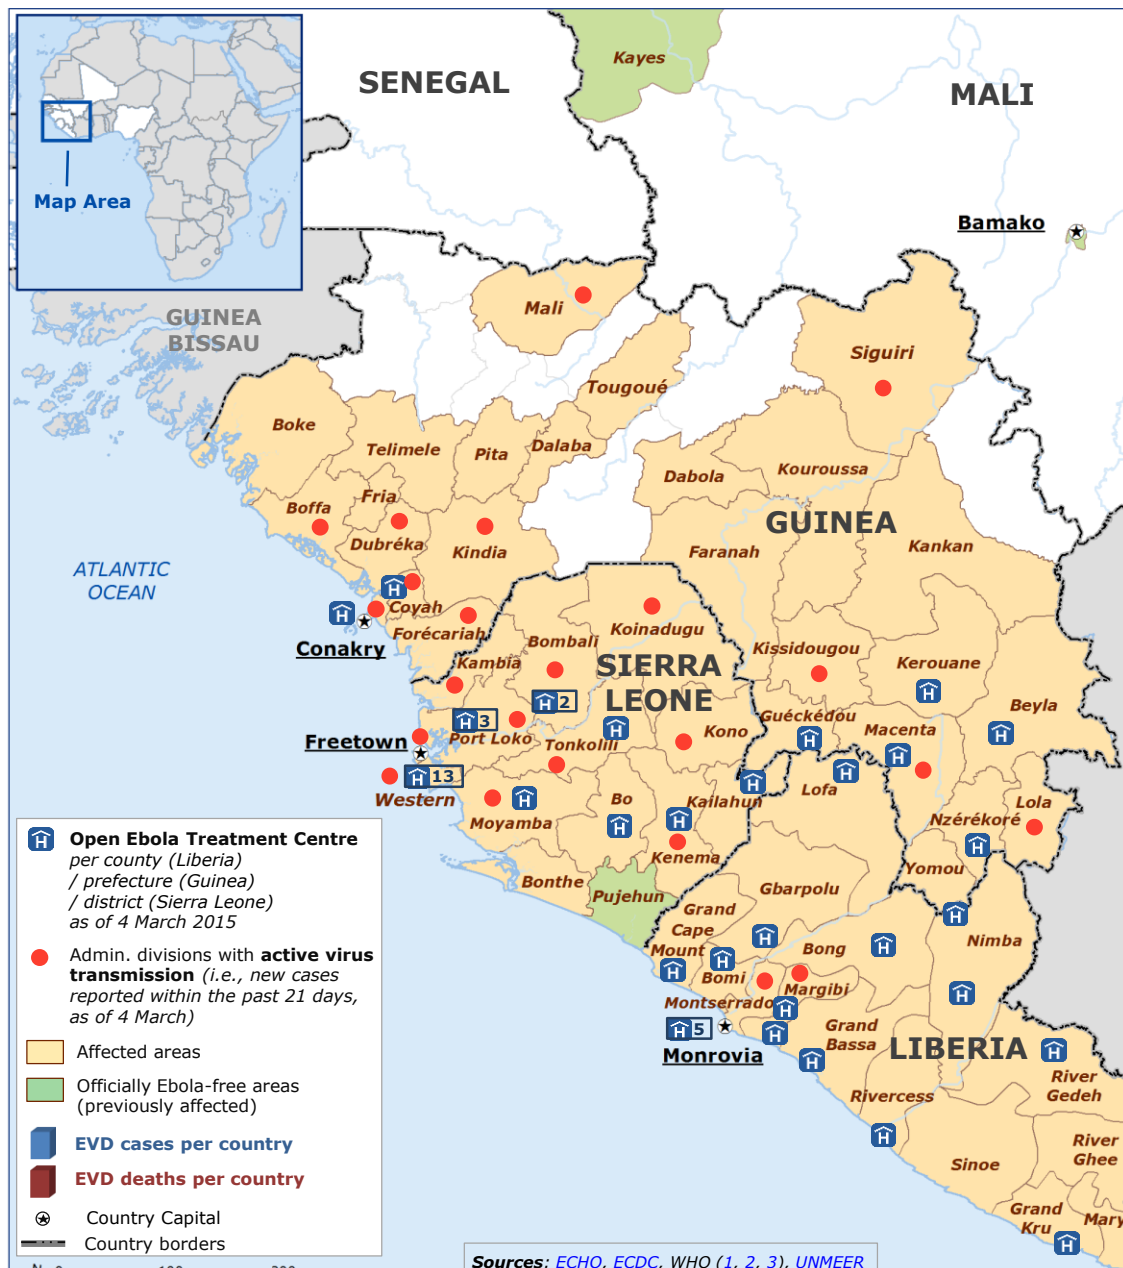 Kayes
SENEGAL
MALI
Map Area
Bamako
GUINEA
BISSAU
Mali
Siguiri
Tougoué
Boke
Telimele
Pita
Dalaba
Dabola
Kouroussa
Fria
Boffa
GUINEA
Dubréka
Kindia
Faranah
Kankan
ATLANTIC
OCEAN
H
Coyah
H
Forécariah
Bombali
Koinadugu
Conakry
Kambia
SIERRA
LEONE
Kissidougou
Kerouane
H
H 2
Beyla
H 3
Guéckédou
Port Loko
H
Kono
Macenta
H
Freetown
Tonkolili
H
H
H 13
H
H
Lofa
Western
H
Bo
Kailahun
Lola
Moyamba
H
H
Nzérékoré
Kenema
H
Bonthe
Pujehun
Gbarpolu
Yomou
Grand
Cape
Mount
H
H
Bong
H
Nimba
H
H
Bomi
Margibi
H
Montserrado
H
H 5
H
Grand
Bassa
Monrovia
H
LIBERIA
H
River
Gedeh
Rivercess
H
River
Ghee
Sinoe
Grand
Kru
Mary
H
H Open Ebola Treatment Centre
per county (Liberia)
/ prefecture (Guinea)
/ district (Sierra Leone)
as of 4 March 2015
Admin. divisions with active virus
transmission (i.e., new cases
reported within the past 21 days,
as of 4 March)
Affected areas
Officially Ebola-free areas
(previously affected)
EVD cases per country
EVD deaths per country
Country Capital
Country borders
Sources: ECHO, ECDC, WHO (1, 2, 3), UNMEER